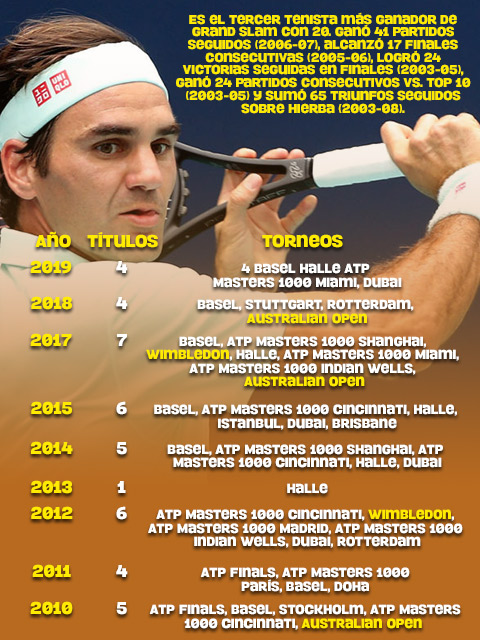 Es el tercer tenista más ganador de
Grand Slam con 20. Ganó 41 partidos
seguidos (2006-07), alcanzó 17 finales
consecutivas (2005-06), logró 24
victorias seguidas en finales (2003-05),
ganó 24 partidos consecutivos vs. Top 10
(2003-05) y sumó 65 triunfos seguidos
sobre hierba (2003-08).
UNI
QLO
Año Títulos Torneos
2019 4 4 Basel Halle ATP
Masters 1000 Miami, Dubai
2018 4 Basel, Stuttgart, Rotterdam,
Australian Open
2017 7 Basel, ATP Masters 1000 Shanghai,
Wimbledon, Halle, ATP Masters 1000 Miami,
ATP Masters 1000 Indian Wells,
Australian Open
2015 6 Basel, ATP Masters 1000 Cincinnati, Halle,
Istanbul, Dubai, Brisbane
2014 5 Basel, ATP Masters 1000 Shanghai, ATP
Masters 1000 Cincinnati, Halle, Dubai
2013 1 Halle
2012 6 ATP Masters 1000 Cincinnati, Wimbledon,
ATP Masters 1000 Madrid, ATP Masters 1000
Indian Wells, Dubai, Rotterdam
2011 4 ATP Finals, ATP Masters 1000
París, Basel, Doha
2010 5 ATP Finals, Basel, Stockholm, ATP Masters
1000 Cincinnati, Australian Open